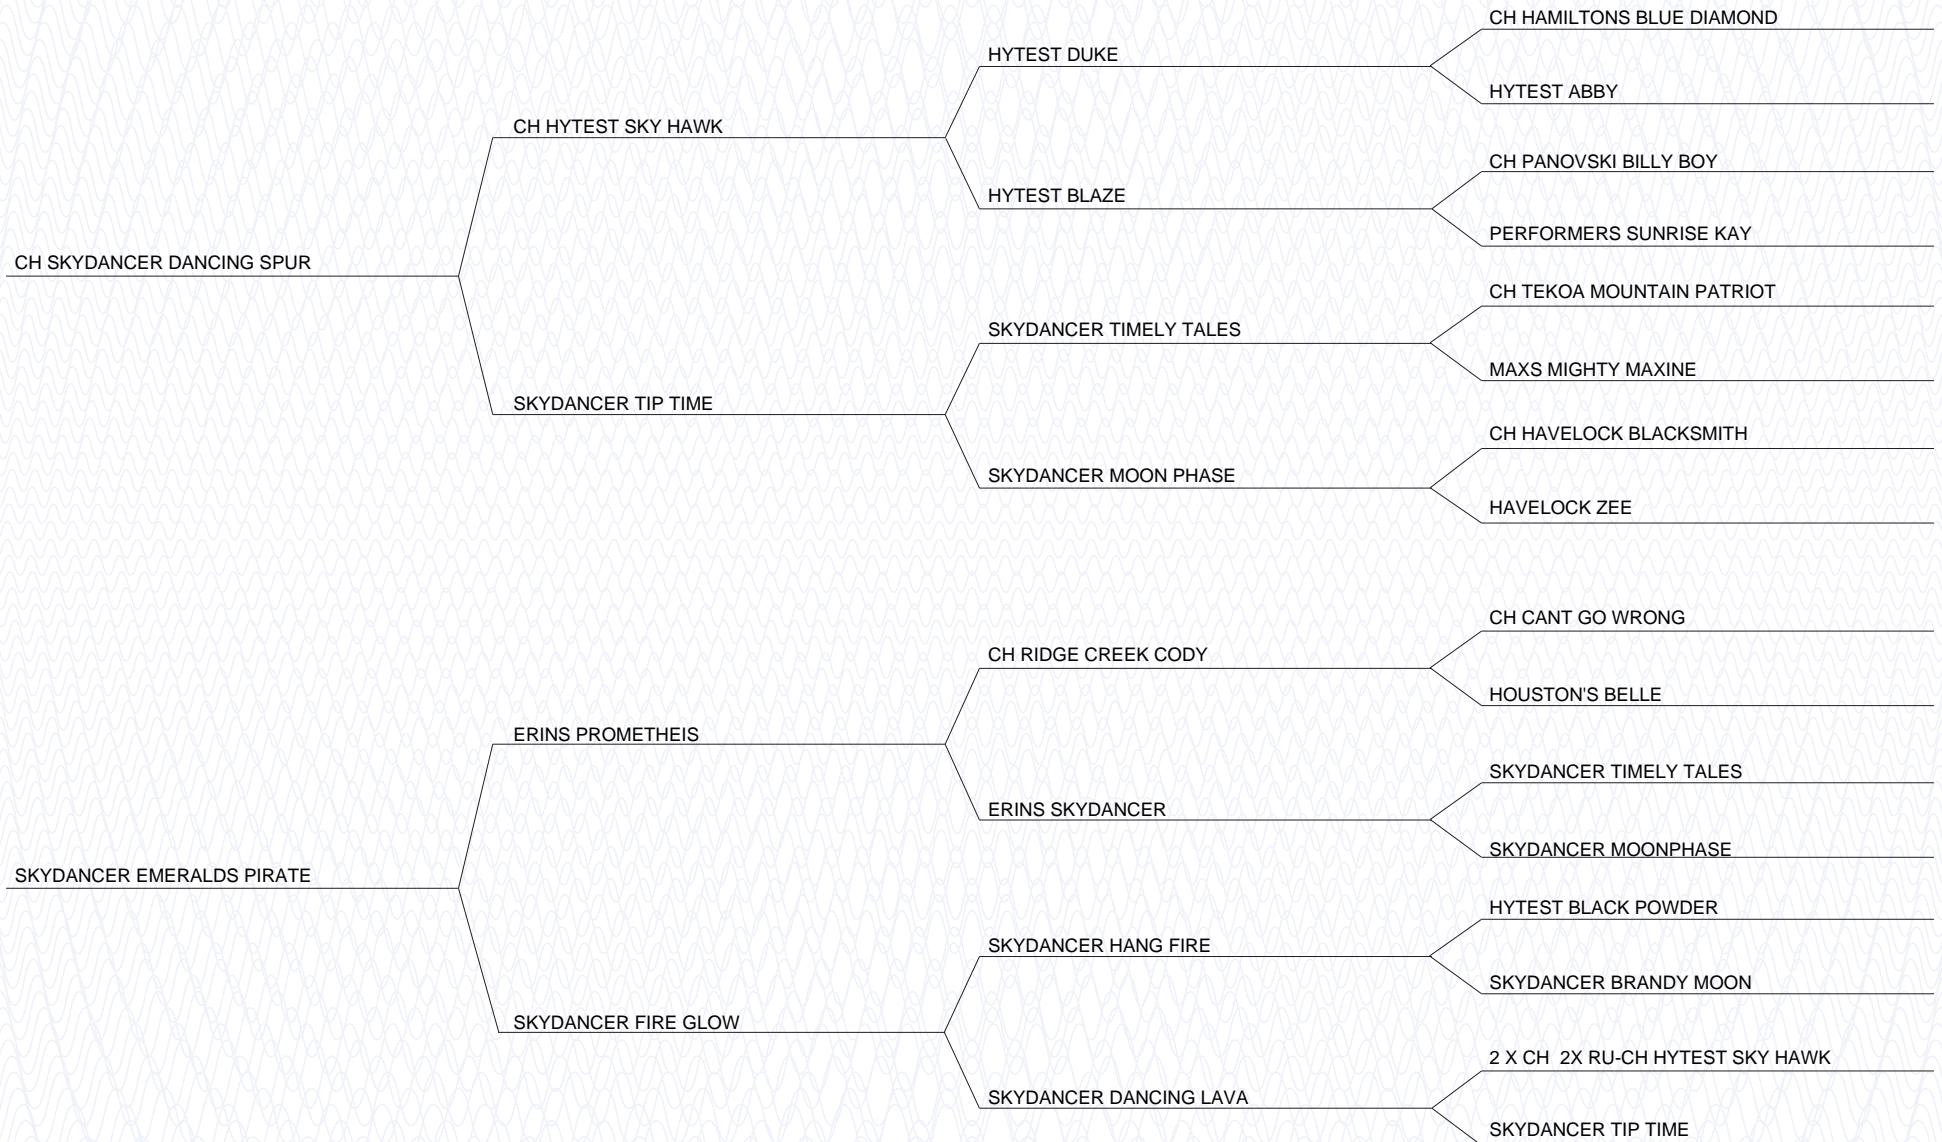 CH SKYDANCER DANCING SPUR
CH HYTEST SKY HAWK
HYTEST DUKE
CH HAMILTONS BLUE DIAMOND
HYTEST ABBY
HYTEST BLAZE
CH PANOVSKI BILLY BOY
PERFORMERS SUNRISE KAY
SKYDANCER TIP TIME
SKYDANCER TIMELY TALES
CH TEKOA MOUNTAIN PATRIOT
MAXS MIGHTY MAXINE
SKYDANCER MOON PHASE
CH HAVELOCK BLACKSMITH
HAVELOCK ZEE
SKYDANCER EMERALDS PIRATE
ERINS PROMETHEIS
CH RIDGE CREEK CODY
CH CANT GO WRONG
HOUSTON'S BELLE
ERINS SKYDANCER
SKYDANCER TIMELY TALES
SKYDANCER MOONPHASE
SKYDANCER FIRE GLOW
SKYDANCER HANG FIRE
HYTEST BLACK POWDER
SKYDANCER BRANDY MOON
SKYDANCER DANCING LAVA
2 X CH  2X RU-CH HYTEST SKY HAWK
SKYDANCER TIP TIME